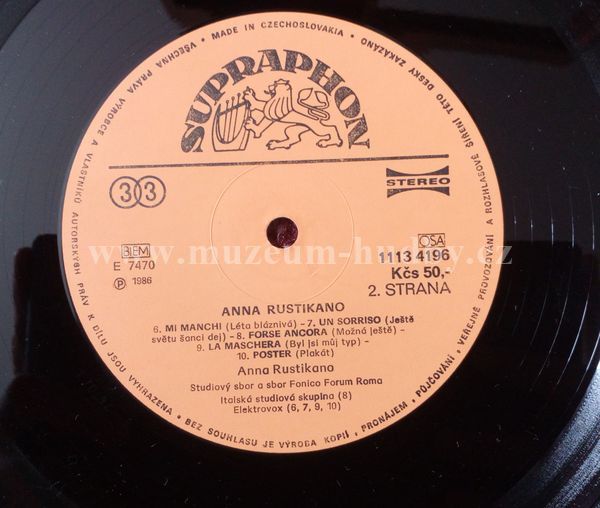 • MADE IN CZECHOSLOVAKIA •
VŠECHNA PRÁVA VÝROBCE A VLASTNÍKŮ AUTORSKÝCH PRÁV K DÍLU JSOU VYHRAZENA • BEZ SOUHLASU JE VÝROBA KOPIÍ, PRONÁJEM, PŮJČOVÁNÍ, VEŘEJNÉ PROVOZOVÁNÍ A ROZHLASOVÉ ŠÍŘENÍ TÉTO DESKY ZAKÁZÁNO
SUPRAPHON
33
STEREO
www.muzeum-hudby.cz
BIEM
OSA
E 7470
1113 4196
Ⓟ 1986
Kčs 50,-
2. STRANA
ANNA RUSTIKANO
6. MI MANCHI (Léta bláznivá) - 7. UN SORRISO (Ještě
světu šanci dej) - 8. FORSE ANCORA (Možná ještě) -
9. LA MASCHERA (Byl jsi můj typ) -
10. POSTER (Plakát)
Anna Rustikano
Studiový sbor a sbor Fonico Forum Roma
Italská studiová skupina (8)
Elektrovox (6, 7, 9, 10)